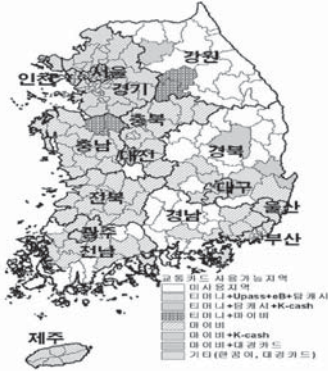 강원
서울
인천
경기
충북
충남
대전
경북
전북
대구
울산
경남
광주
부산
전남
제주
교통카드 사용가능지역
미사용지역
티머니+Upass+eB+탑캐시
티머니+탑캐시+K-cash
티머니+마이비
마이비
마이비+K-cash
마이비+대경카드
기타(한꿈이, 대경카드)